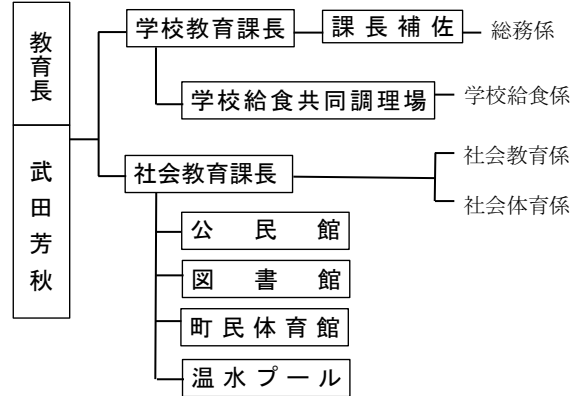 教育長
武田芳秋
学校教育課長
課長補佐
総務係
学校給食共同調理場
学校給食係
社会教育課長
社会教育係
社会体育係
公民館
図書館
町民体育館
温水プール